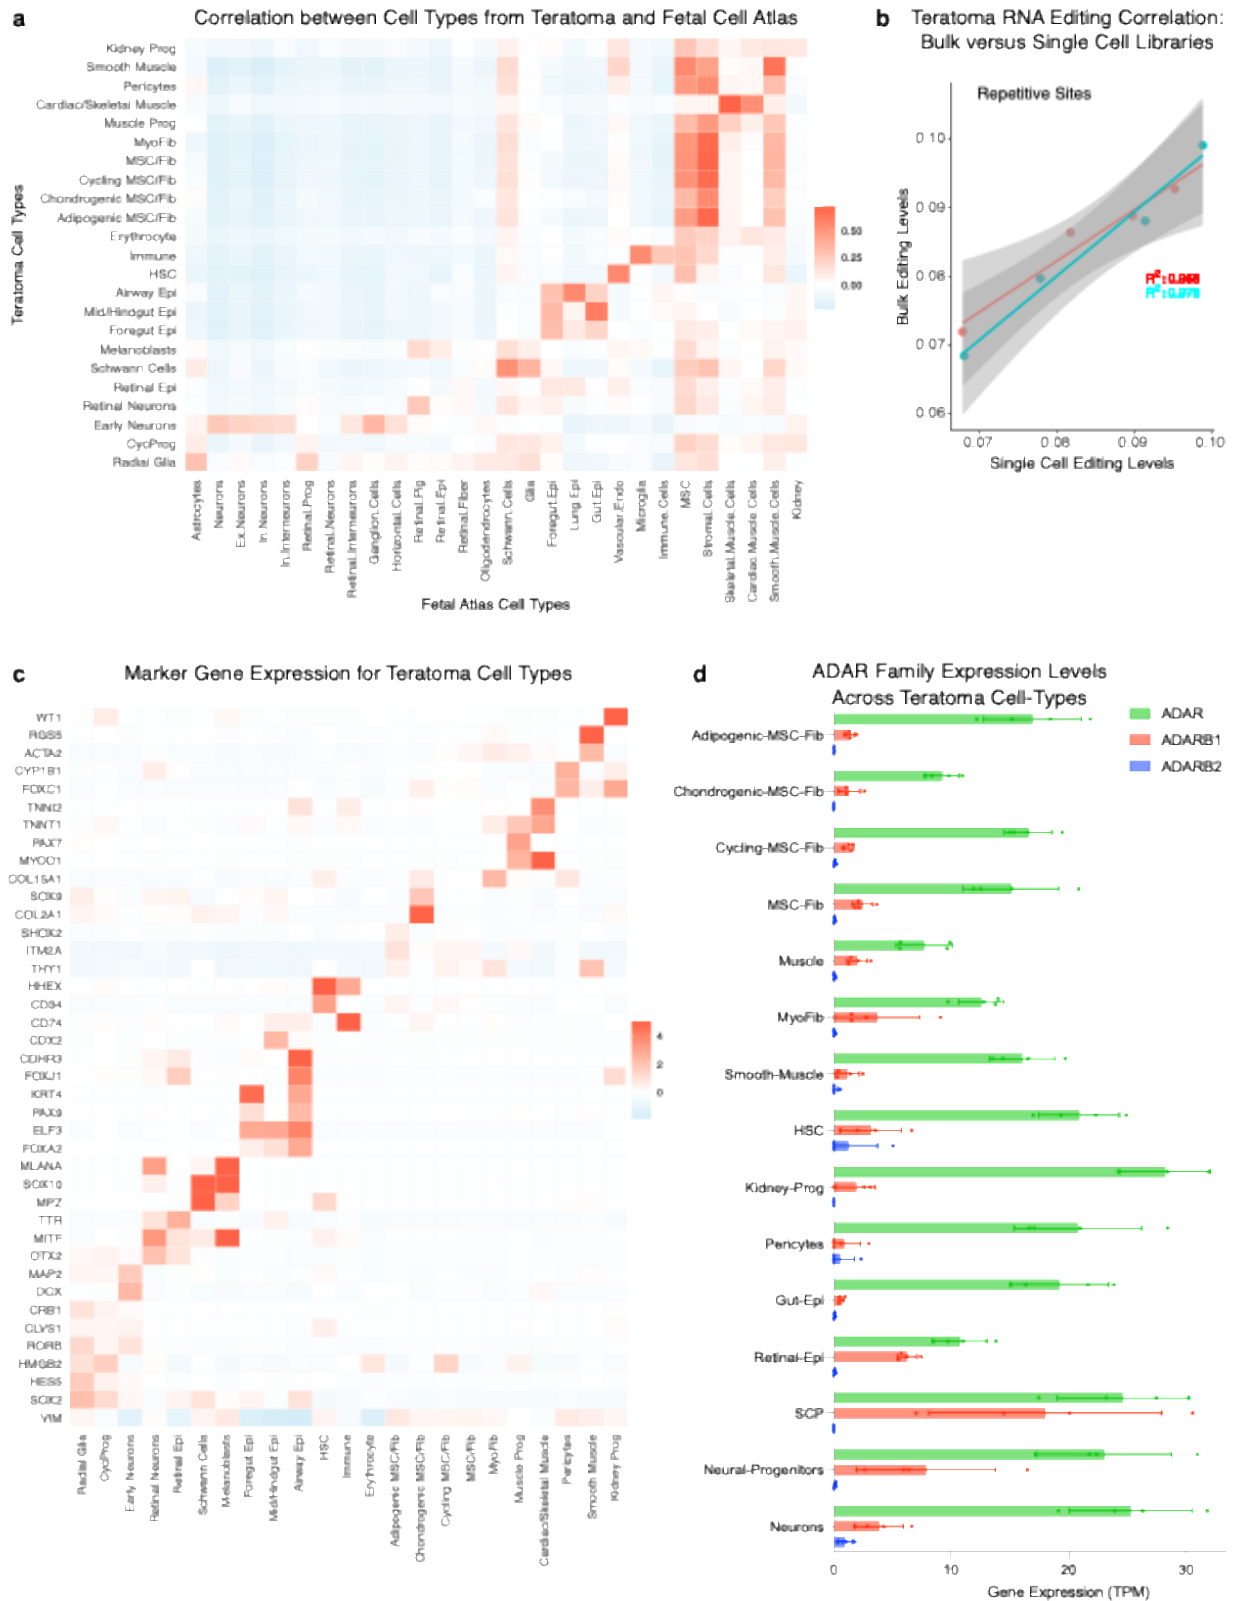 a
Correlation between Cell Types from Teratoma and Fetal Cell Atlas
Teratoma Cell Types
Kidney Prog
Smooth Muscle
Pericytes
Cardiac/Skeletal Muscle
Muscle Prog
MyoFib
MSC/Fib
Cycling MSC/Fib
Chondrogenic MSC/Fib
Adipogenic MSC/Fib
Erythrocyte
Immune
HSC
Airway Epi
Mid/Hindgut Epi
Foregut Epi
Melanoblasts
Schwann Cells
Retinal Epi
Retinal Neurons
Early Neurons
CycProg
Radial Glia
Astrocytes
Neurons
Ex.Neurons
In.Neurons
In.Interneurons
Retinal.Prog
Retinal.Neurons
Retinal.Interneurons
Ganglion.Cells
Horizontal.Cells
Retinal.Pig
Retinal.Epi
Retinal.Fiber
Oligodendrocytes
Schwann.Cells
Glia
Foregut.Epi
Lung.Epi
Gut.Epi
Vascular.Endo
Microglia
Immune.Cells
MSC
Stromal.Cells
Skeletal.Muscle.Cells
Cardiac.Muscle.Cells
Smooth.Muscle.Cells
Kidney
Fetal Atlas Cell Types
0.50
0.25
0.00
b
Teratoma RNA Editing Correlation:
Bulk versus Single Cell Libraries
Repetitive Sites
Bulk Editing Levels
0.10
0.09
0.08
0.07
0.06
R²: 0.976
0.07
0.08
0.09
0.10
Single Cell Editing Levels
c
Marker Gene Expression for Teratoma Cell Types
WT1
RGS5
ACTA2
CYP1B1
FOXC1
TNNI2
TNNT1
PAX7
MYOD1
COL15A1
SOX9
COL2A1
SHOX2
ITM2A
THY1
HHEX
CD34
CD74
CDX2
CDHR3
FOXJ1
KRT4
PAX9
ELF3
FOXA2
MLANA
SOX10
MPZ
TTR
MITF
OTX2
MAP2
DCX
CRB1
CLVS1
RORB
HMGB2
HES5
SOX2
VIM
Radial Glia
CycProg
Early Neurons
Retinal Neurons
Retinal Epi
Schwann Cells
Melanoblasts
Foregut Epi
Mid/Hindgut Epi
Airway Epi
HSC
Immune
Erythrocyte
Adipogenic MSC/Fib
Chondrogenic MSC/Fib
Cycling MSC/Fib
MSC/Fib
MyoFib
Muscle Prog
Cardiac/Skeletal Muscle
Pericytes
Smooth Muscle
Kidney Prog
4
2
0
d
ADAR Family Expression Levels
Across Teratoma Cell-Types
ADAR
ADARB1
ADARB2
Adipogenic-MSC-Fib
Chondrogenic-MSC-Fib
Cycling-MSC-Fib
MSC-Fib
Muscle
MyoFib
Smooth-Muscle
HSC
Kidney-Prog
Pericytes
Gut-Epi
Retinal-Epi
SCP
Neural-Progenitors
Neurons
0
10
20
30
Gene Expression (TPM)